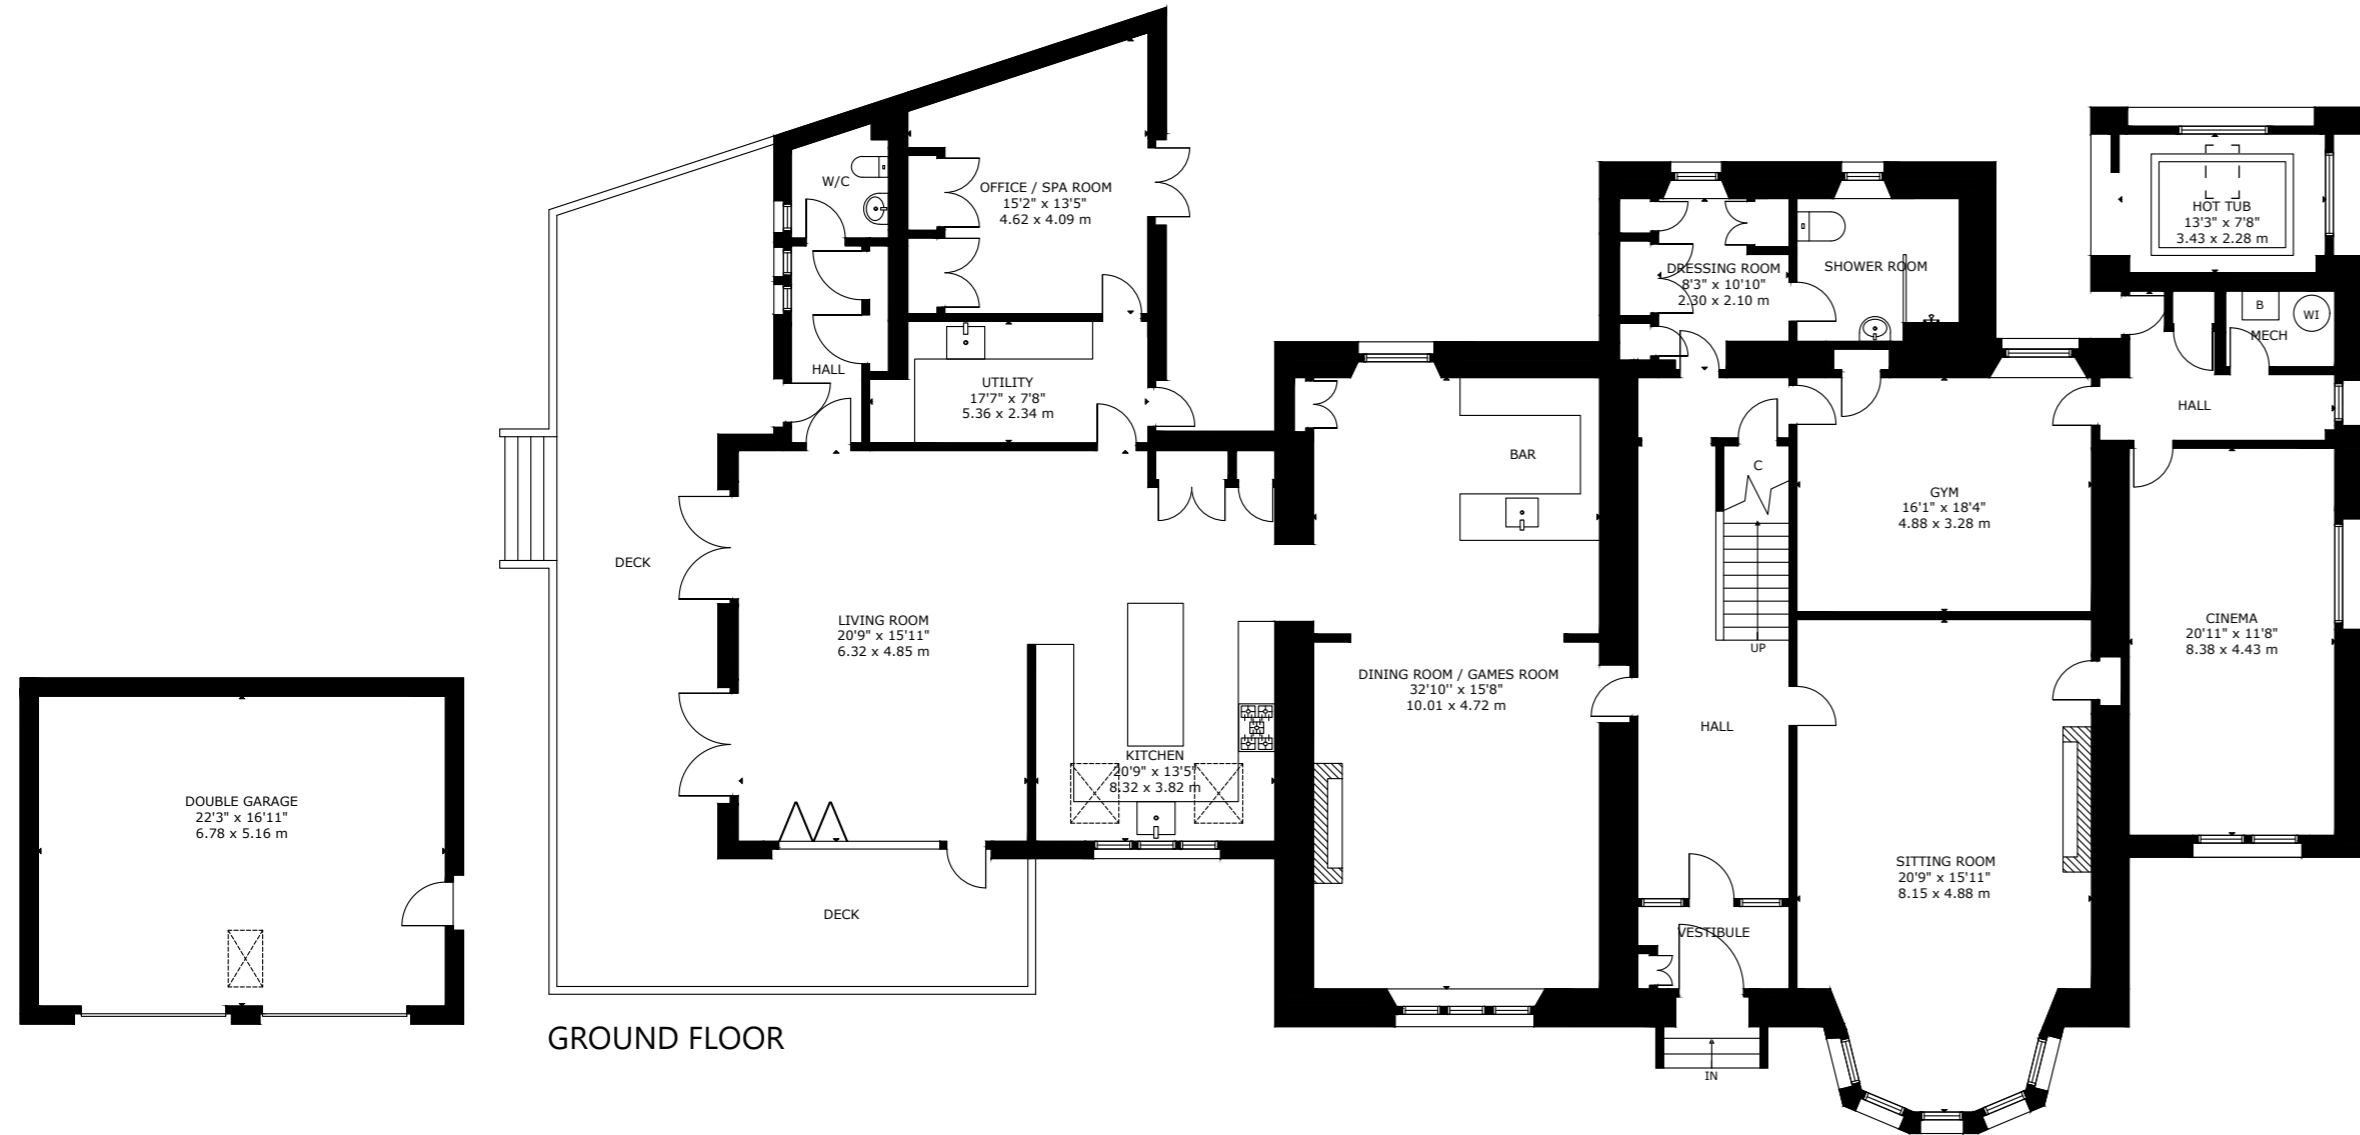 OFFICE / SPA ROOM
15'2" x 13'5"
4.62 x 4.09 m
W/C
HALL
UTILITY
17'7" x 7'8"
5.36 x 2.34 m
DECK
LIVING ROOM
20'9" x 15'11"
6.32 x 4.85 m
KITCHEN
20'9" x 13'5"
8.32 x 3.82 m
DECK
DOUBLE GARAGE
22'3" x 16'11"
6.78 x 5.16 m
BAR
DINING ROOM / GAMES ROOM
32'10'' x 15'8"
10.01 x 4.72 m
DRESSING ROOM
8'3" x 10'10"
2.30 x 2.10 m
SHOWER ROOM
C
UP
HALL
VESTIBULE
IN
GYM
16'1" x 18'4"
4.88 x 3.28 m
SITTING ROOM
20'9" x 15'11"
8.15 x 4.88 m
HOT TUB
13'3" x 7'8"
3.43 x 2.28 m
B
WI
MECH
HALL
CINEMA
20'11" x 11'8"
8.38 x 4.43 m
GROUND FLOOR